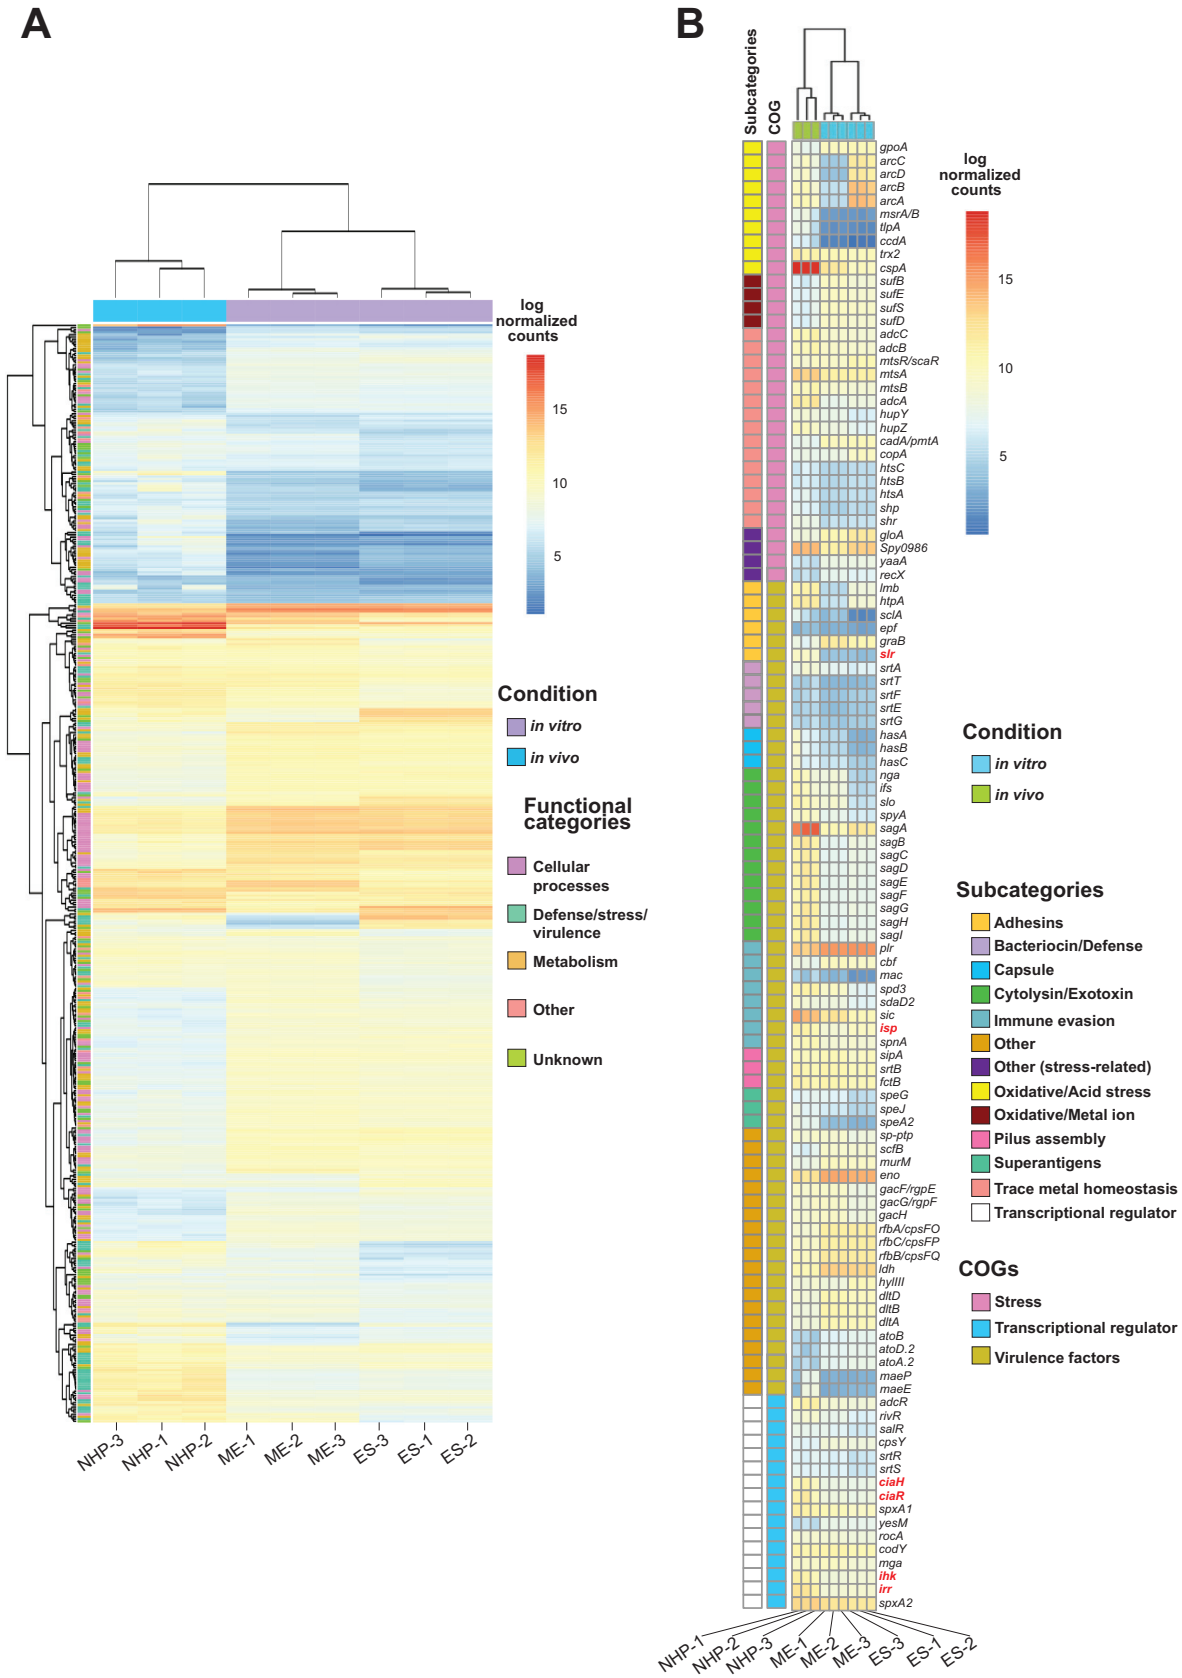 A
log
normalized
counts
15
10
5
Condition
in vitro
in vivo
Functional
categories
Cellular
processes
Defense/stress/
virulence
Metabolism
Other
Unknown
NHP-3
NHP-1
NHP-2
ME-1
ME-2
ME-3
ES-3
ES-1
ES-2
B
Subcategories
COG
gpoA
arcC
arcD
arcB
arcA
msrA/B
tlpA
ccdA
trx2
cspA
sufB
sufE
sufS
sufD
adcC
adcB
mtsR/scaR
mtsA
mtsB
adcA
hupY
hupZ
cadA/pmtA
copA
htsC
htsB
htsA
shp
shr
gloA
Spy0986
yaaA
recX
lmb
htpA
sclA
epf
graB
slr
srtA
srtT
srtF
srtE
srtG
hasA
hasB
hasC
nga
ifs
slo
spyA
sagA
sagB
sagC
sagD
sagE
sagF
sagG
sagH
sagI
plr
cbf
mac
spd3
sdaD2
sic
isp
spnA
sipA
srtB
fctB
speG
speJ
speA2
sp-ptp
scfB
murM
eno
gacF/rgpE
gacG/rgpF
gacH
rfbA/cpsFO
rfbC/cpsFP
rfbB/cpsFQ
ldh
hylIII
dltD
dltB
dltA
atoB
atoD.2
atoA.2
maeP
maeE
adcR
rivR
salR
cpsY
srtR
srtS
ciaH
ciaR
spxA1
yesM
rocA
codY
mga
ihk
irr
spxA2
NHP-1
NHP-2
NHP-3
ME-1
ME-2
ME-3
ES-3
ES-1
ES-2
log
normalized
counts
15
10
5
Condition
in vitro
in vivo
Subcategories
Adhesins
Bacteriocin/Defense
Capsule
Cytolysin/Exotoxin
Immune evasion
Other
Other (stress-related)
Oxidative/Acid stress
Oxidative/Metal ion
Pilus assembly
Superantigens
Trace metal homeostasis
Transcriptional regulator
COGs
Stress
Transcriptional regulator
Virulence factors